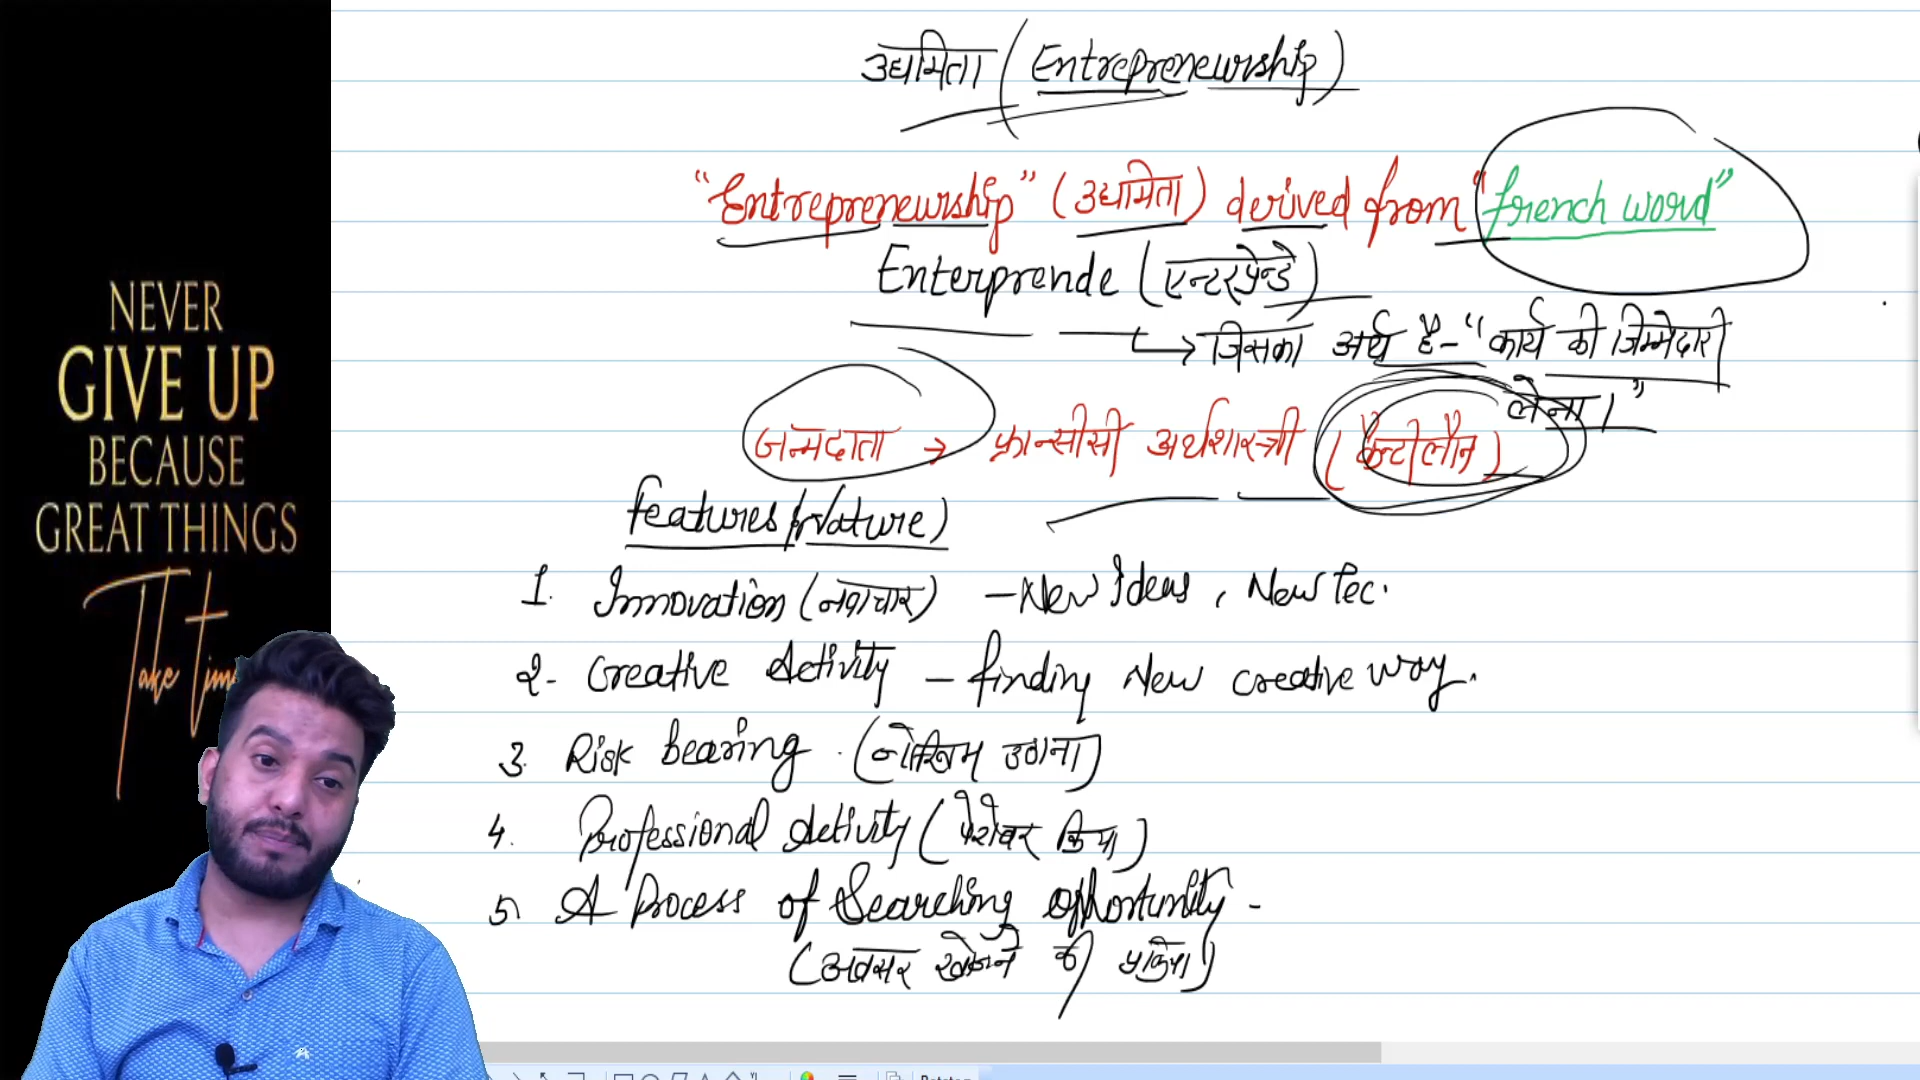 NEVER
GIVE UP
BECAUSE
GREAT THINGS
Take Time
उद्यमिता (Entrepreneurship)
"Entrepreneurship" (उद्यमिता) derived from "french word"
Enterprende (एन्टरप्रेन्डे)
→ जिसका अर्थ है- "कार्य की जिम्मेदारी
लेना।"
जन्मदाता → फ्रान्सीसी अर्थशास्त्री (कैन्टीलौन)
features (Nature)
1. Innovation (नवाचार) - New Ideas, New Tec.
2- Creative Activity - finding New creative way.
3. Risk bearing. (जोखिम उठाना)
4. Professional Activity (पेशेवर क्रिया)
5. A Process of Searching opportunity -
(अवसर खोजने की प्रक्रिया)